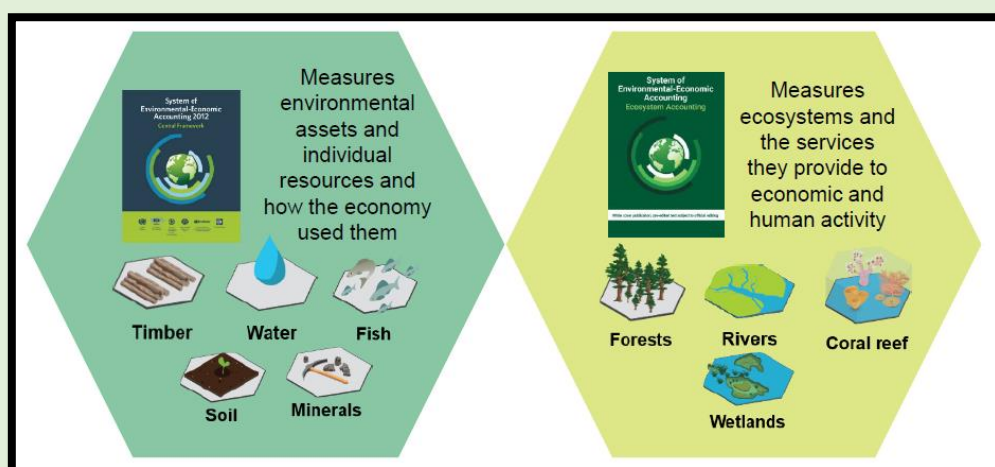 System of
Environmental-Economic
Accounting 2012
Central Framework
Measures
environmental
assets and
individual
resources and
how the economy
used them
Timber
Water
Fish
Soil
Minerals
System of
Environmental-Economic
Accounting
Ecosystem Accounting
Measures
ecosystems and
the services
they provide to
economic and
human activity
Forests
Rivers
Coral reef
Wetlands